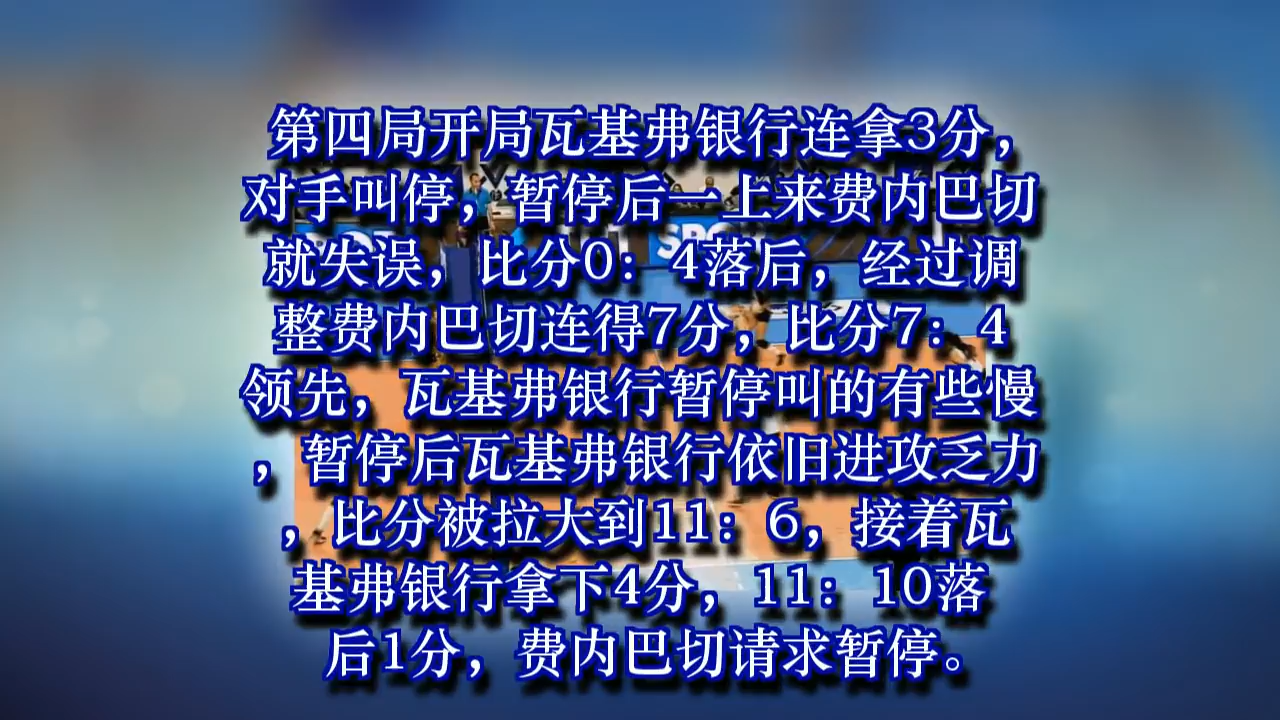 第四局开局瓦基弗银行连拿3分，
对手叫停，暂停后一上来费内巴切
就失误，比分0：4落后，经过调
整费内巴切连得7分，比分7：4
领先，瓦基弗银行暂停叫的有些慢
，暂停后瓦基弗银行依旧进攻乏力
，比分被拉大到11：6，接着瓦
基弗银行拿下4分，11：10落
后1分，费内巴切请求暂停。